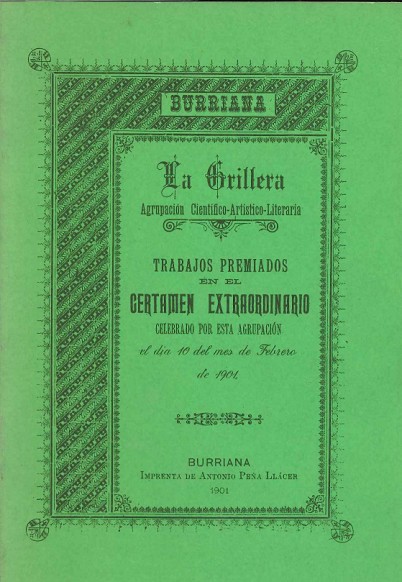 BURRIANA
La Grillera
Agrupación Científico-Artístico-Literaria
TRABAJOS PREMIADOS
EN EL
CERTAMEN EXTRAORDINARIO
CELEBRADO POR ESTA AGRUPACIÓN
el día 10 del mes de Febrero
de 1901
BURRIANA
IMPRENTA DE ANTONIO PEÑA LLÁCER
1901